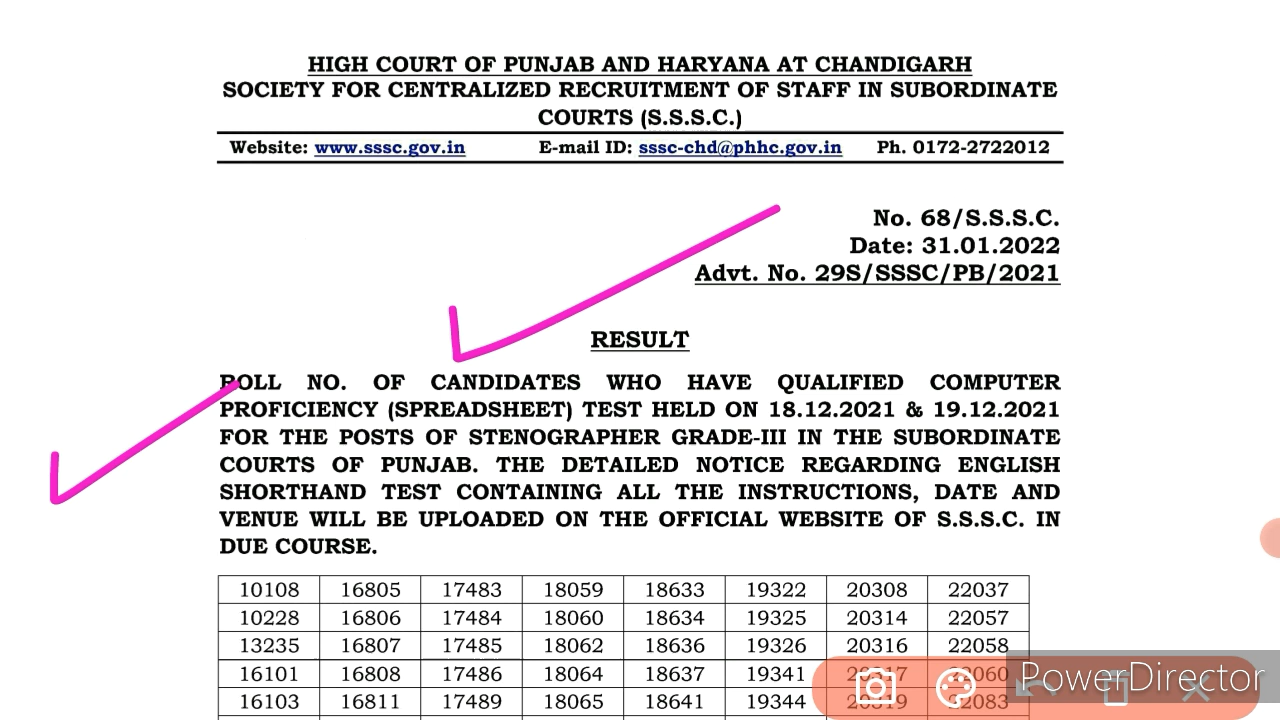 HIGH COURT OF PUNJAB AND HARYANA AT CHANDIGARH
SOCIETY FOR CENTRALIZED RECRUITMENT OF STAFF IN SUBORDINATE
COURTS (S.S.S.C.)
Website: www.sssc.gov.in E-mail ID: sssc-chd@phhc.gov.in Ph. 0172-2722012
No. 68/S.S.S.C.
Date: 31.01.2022
Advt. No. 29S/SSSC/PB/2021
RESULT
ROLL NO. OF CANDIDATES WHO HAVE QUALIFIED COMPUTER
PROFICIENCY (SPREADSHEET) TEST HELD ON 18.12.2021 & 19.12.2021
FOR THE POSTS OF STENOGRAPHER GRADE-III IN THE SUBORDINATE
COURTS OF PUNJAB. THE DETAILED NOTICE REGARDING ENGLISH
SHORTHAND TEST CONTAINING ALL THE INSTRUCTIONS, DATE AND
VENUE WILL BE UPLOADED ON THE OFFICIAL WEBSITE OF S.S.S.C. IN
DUE COURSE.
10108 16805 17483 18059 18633 19322 20308 22037
10228 16806 17484 18060 18634 19325 20314 22057
13235 16807 17485 18062 18636 19326 20316 22058
16101 16808 17486 18064 18637 19341 20317 22060
16103 16811 17489 18065 18641 19344 20319 22083
PowerDirector